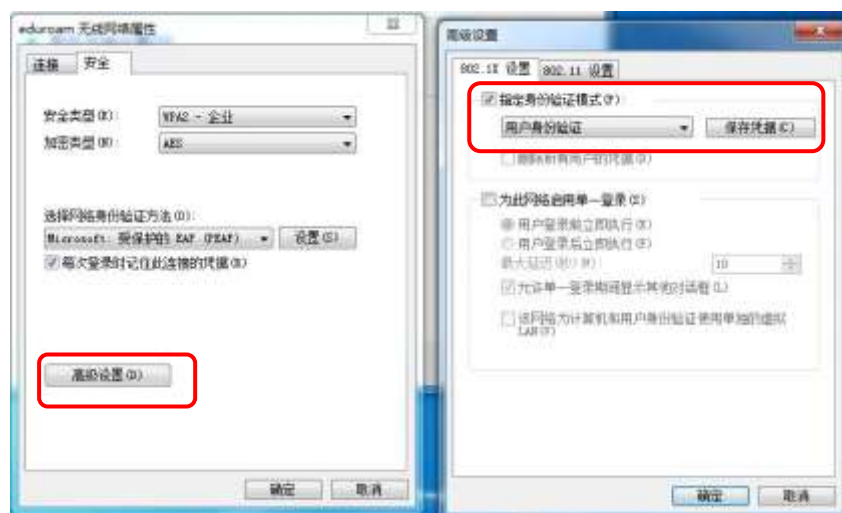 eduroam 无线网络属性
连接 安全
安全类型(E): WPA2 - 企业
加密类型(N): AES
选择网络身份验证方法(O):
Microsoft: 受保护的 EAP (PEAP) 设置(S)
每次登录时记住此连接的凭据(R)
高级设置(D)
确定 取消
高级设置
802.1X 设置 802.11 设置
指定身份验证模式(P)
用户身份验证 保存凭据(C)
删除所有用户的凭据(D)
为此网络启用单一登录(S)
用户登录前立即执行(E)
用户登录后立即执行(F)
最大延迟(秒)(M): 10
允许单一登录期间显示其他对话框(L)
该网络为计算机和用户身份验证使用单独的虚拟
LAN(V)
确定 取消